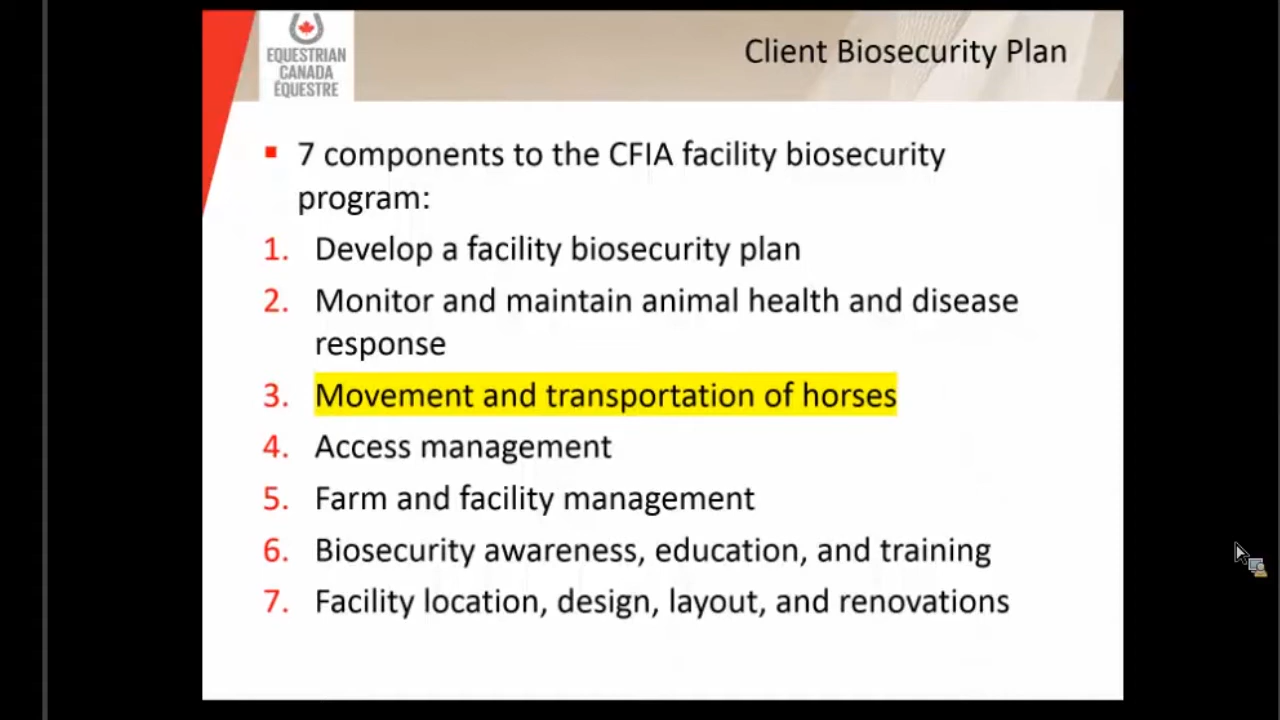 EQUESTRIAN
CANADA
ÉQUESTRE
Client Biosecurity Plan
7 components to the CFIA facility biosecurity
program:
1. Develop a facility biosecurity plan
2. Monitor and maintain animal health and disease
response
3. Movement and transportation of horses
4. Access management
5. Farm and facility management
6. Biosecurity awareness, education, and training
7. Facility location, design, layout, and renovations